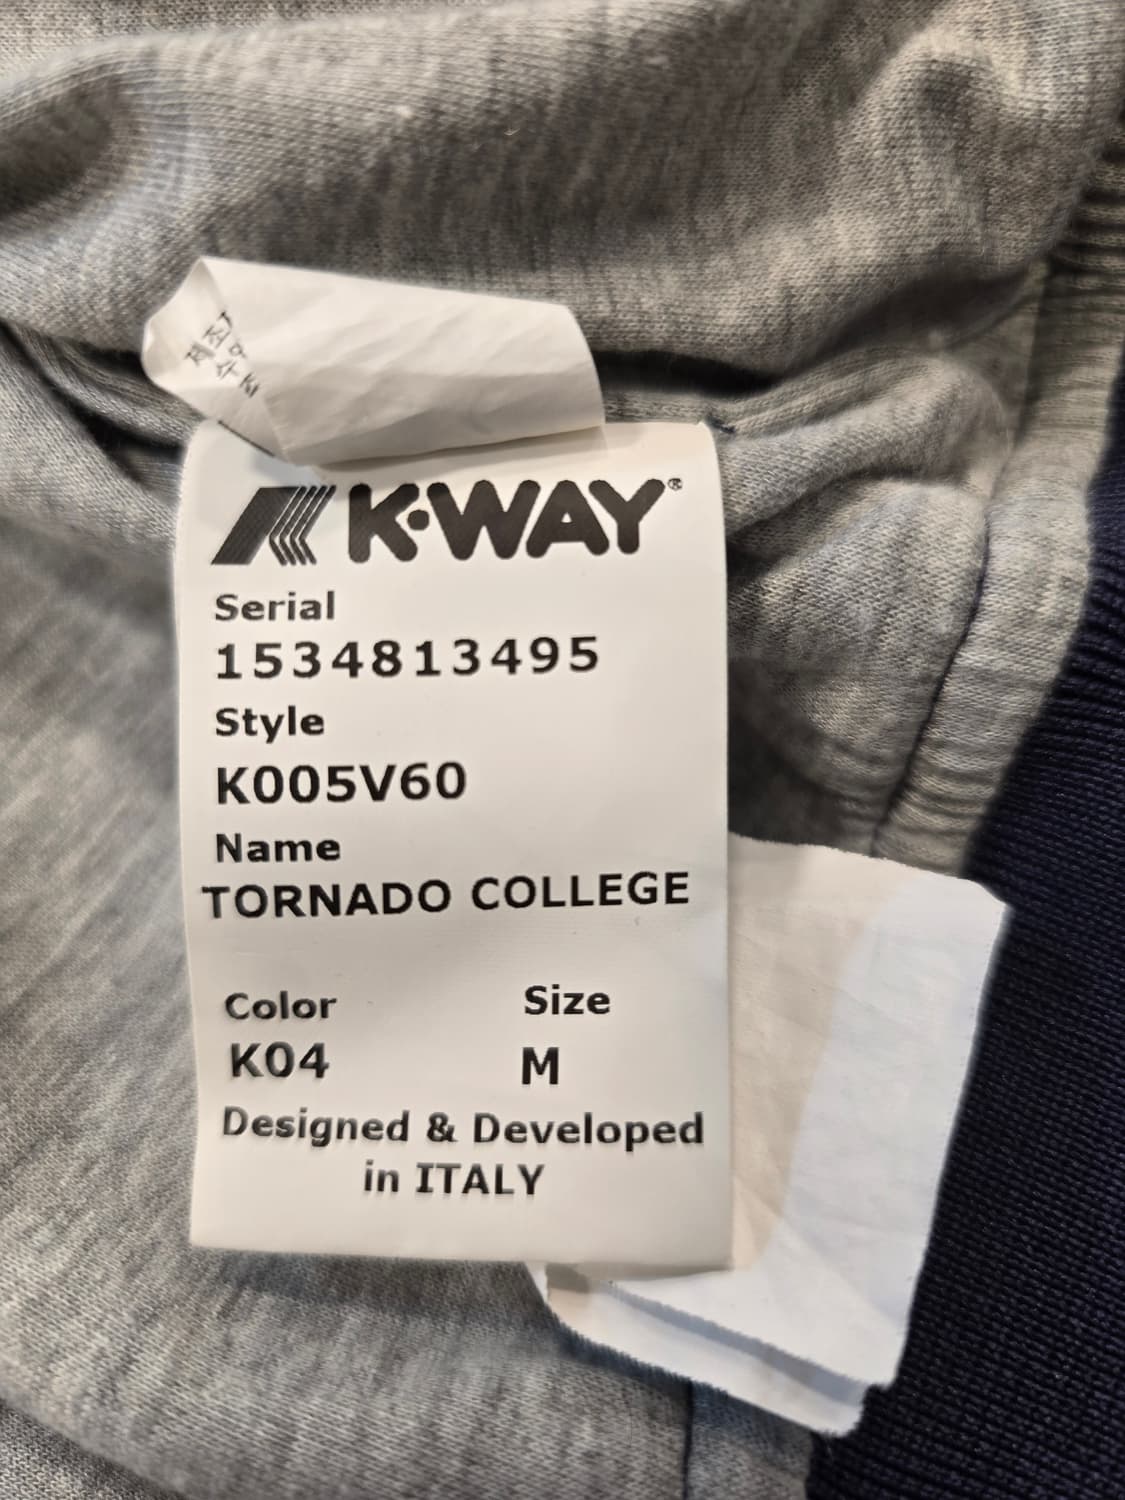 K·WAY®
Serial
1534813495
Style
K005V60
Name
TORNADO COLLEGE
Color Size
K04 M
Designed & Developed
in ITALY